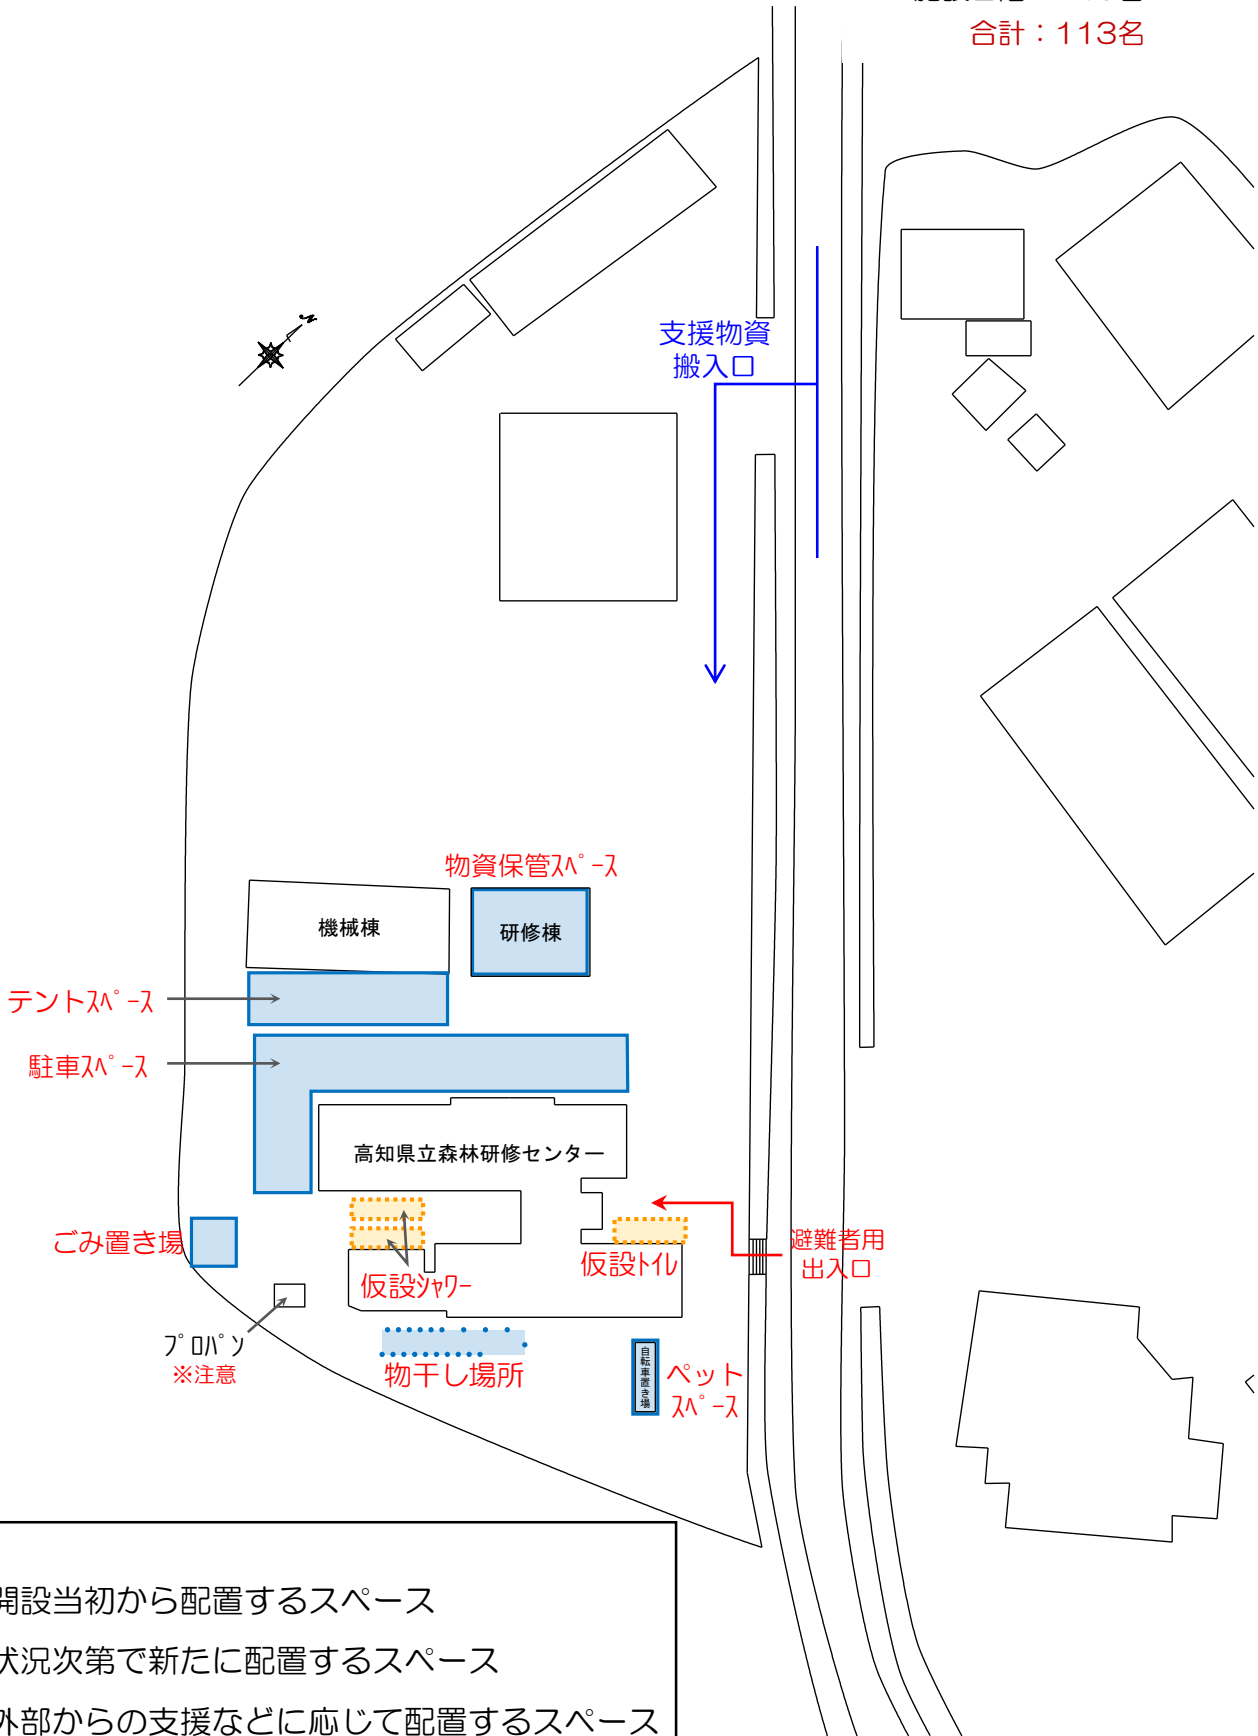 合計：113名
N
支援物資
搬入口
物資保管ｽﾍﾟｰｽ
機械棟
研修棟
テントｽﾍﾟｰｽ
駐車ｽﾍﾟｰｽ
高知県立森林研修センター
ごみ置き場
仮設ｼｬﾜｰ
仮設ﾄｲﾚ
避難者用
出入口
ﾌﾟﾛﾊﾟﾝ
※注意
物干し場所
自転車置き場
ペット
ｽﾍﾟｰｽ
開設当初から配置するスペース
状況次第で新たに配置するスペース
外部からの支援などに応じて配置するスペース